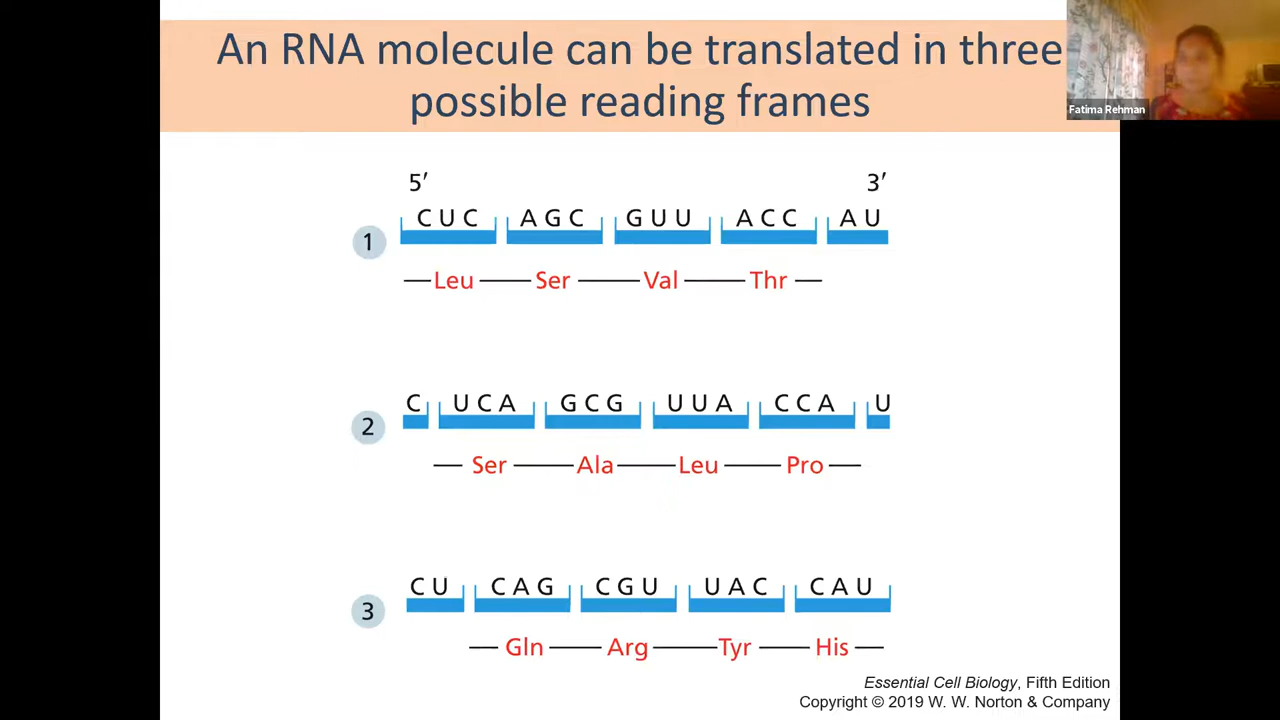 An RNA molecule can be translated in three
possible reading frames
Fatima Rehman
5′ 3′
C U C A G C G U U A C C A U
1
Leu Ser Val Thr
C U C A G C G U U A C C A U
2
Ser Ala Leu Pro
C U C A G C G U U A C C A U
3
Gln Arg Tyr His
Essential Cell Biology, Fifth Edition
Copyright © 2019 W. W. Norton & Company